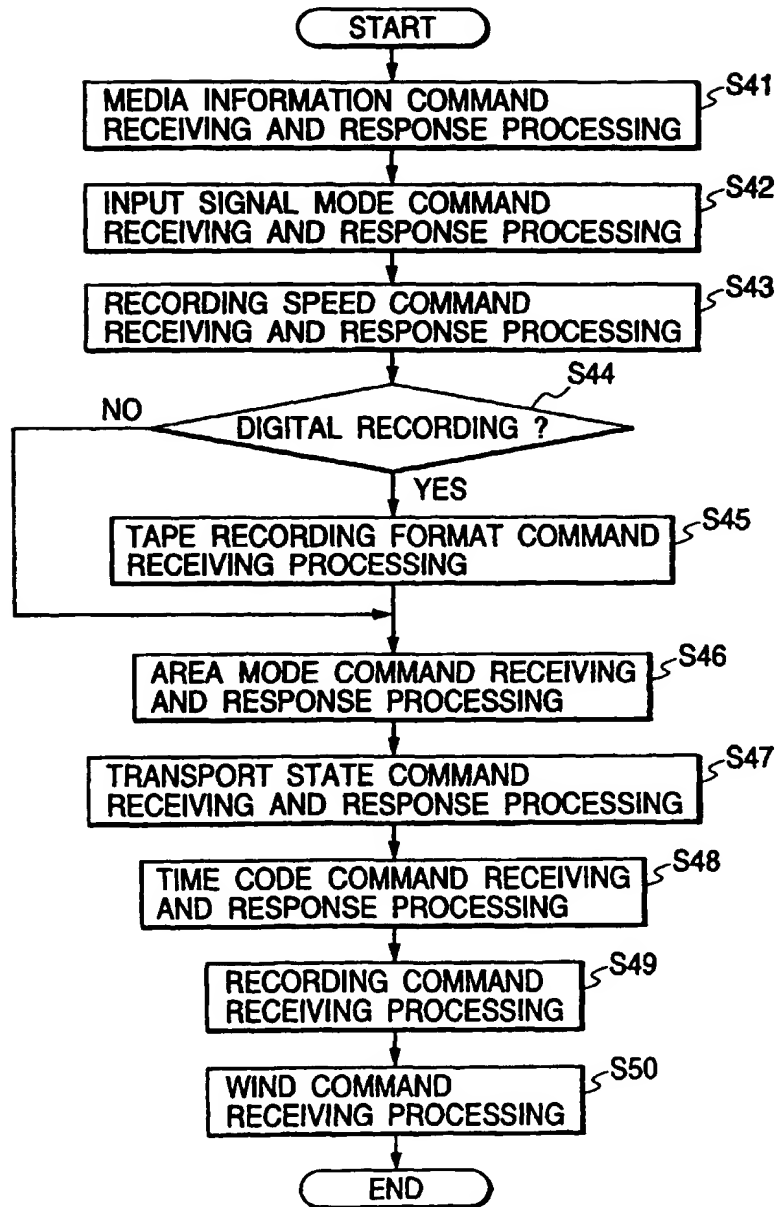 START
S41
MEDIA INFORMATION COMMAND
RECEIVING AND RESPONSE PROCESSING
S42
INPUT SIGNAL MODE COMMAND
RECEIVING AND RESPONSE PROCESSING
S43
RECORDING SPEED COMMAND
RECEIVING AND RESPONSE PROCESSING
S44
NO
DIGITAL RECORDING ?
YES
S45
TAPE RECORDING FORMAT COMMAND
RECEIVING PROCESSING
S46
AREA MODE COMMAND RECEIVING
AND RESPONSE PROCESSING
S47
TRANSPORT STATE COMMAND
RECEIVING AND RESPONSE PROCESSING
S48
TIME CODE COMMAND RECEIVING
AND RESPONSE PROCESSING
S49
RECORDING COMMAND
RECEIVING PROCESSING
S50
WIND COMMAND
RECEIVING PROCESSING
END